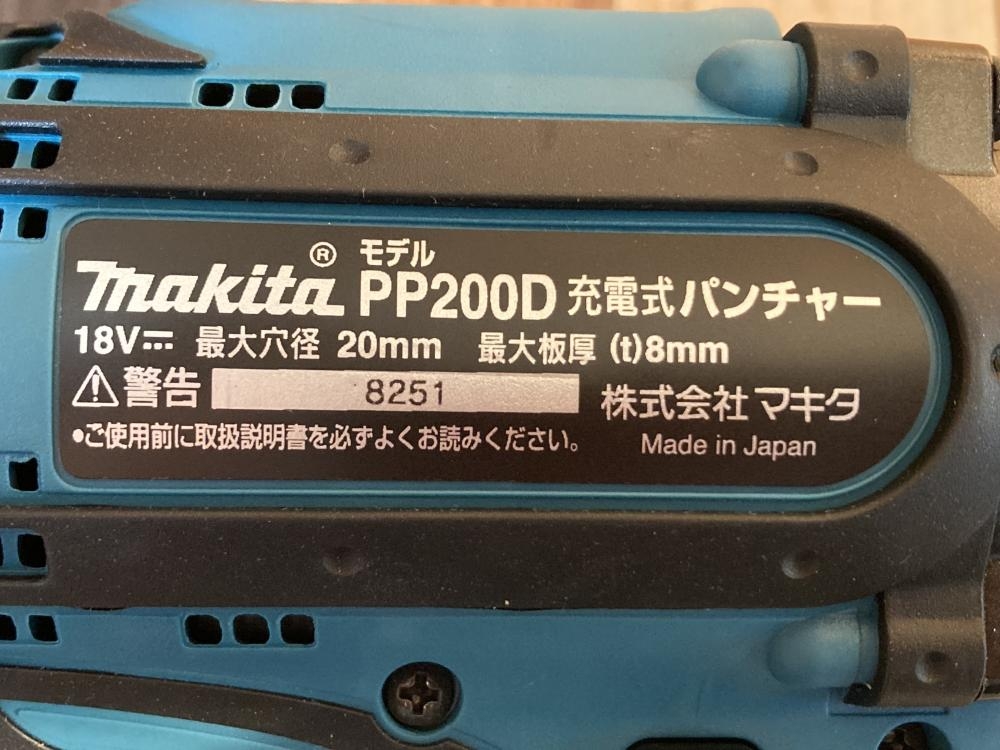 makita® モデル PP200D 充電式パンチャー
18V⎓ 最大穴径 20mm 最大板厚 (t)8mm
⚠警告 8251 株式会社 マキタ
•ご使用前に取扱説明書を必ずよくお読みください。 Made in Japan